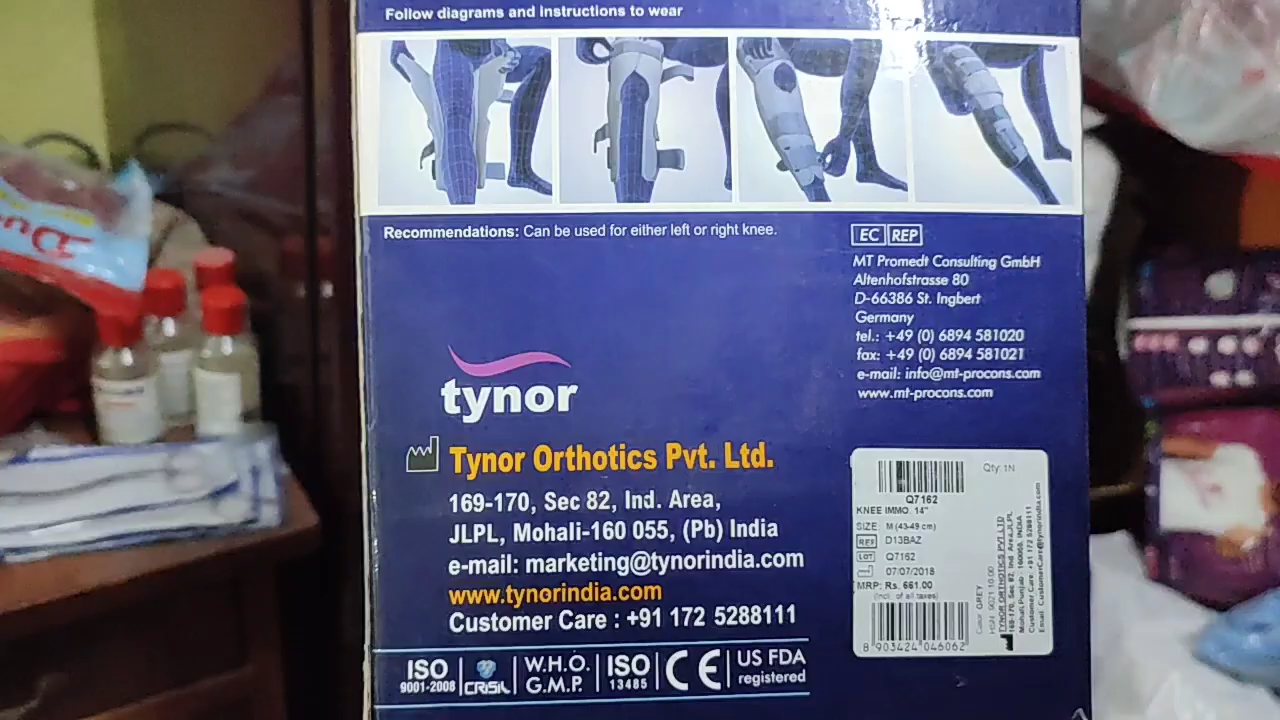 Follow diagrams and instructions to wear
Recommendations: Can be used for either left or right knee.
EC REP
MT Promedt Consulting GmbH
Altenhofstrasse 80
D-66386 St. Ingbert
Germany
tel.: +49 (0) 6894 581020
fax: +49 (0) 6894 581021
e-mail: info@mt-procons.com
www.mt-procons.com
tynor
Tynor Orthotics Pvt. Ltd.
169-170, Sec 82, Ind. Area,
JLPL, Mohali-160 055, (Pb) India
e-mail: marketing@tynorindia.com
www.tynorindia.com
Customer Care : +91 172 5288111
ISO 9001-2008
CRISIL
W.H.O. G.M.P.
ISO 13485
CE
US FDA registered
Qty: 1N
Q7162
KNEE IMMO. 14"
SIZE M (43-49 cm)
REF D13BAZ
LOT Q7162
07/07/2018
MRP: Rs. 661.00
(Incl. of all taxes)
8 903424 046062
Color: GREY
HSN: 9021.10.00
TYNOR ORTHOTICS PVT LTD
169-170, Sec 82, Ind. Area, JLPL
Mohali Punjab - 160055, INDIA
Customer Care: +91 172 5288111
Email: CustomerCare@tynorindia.com